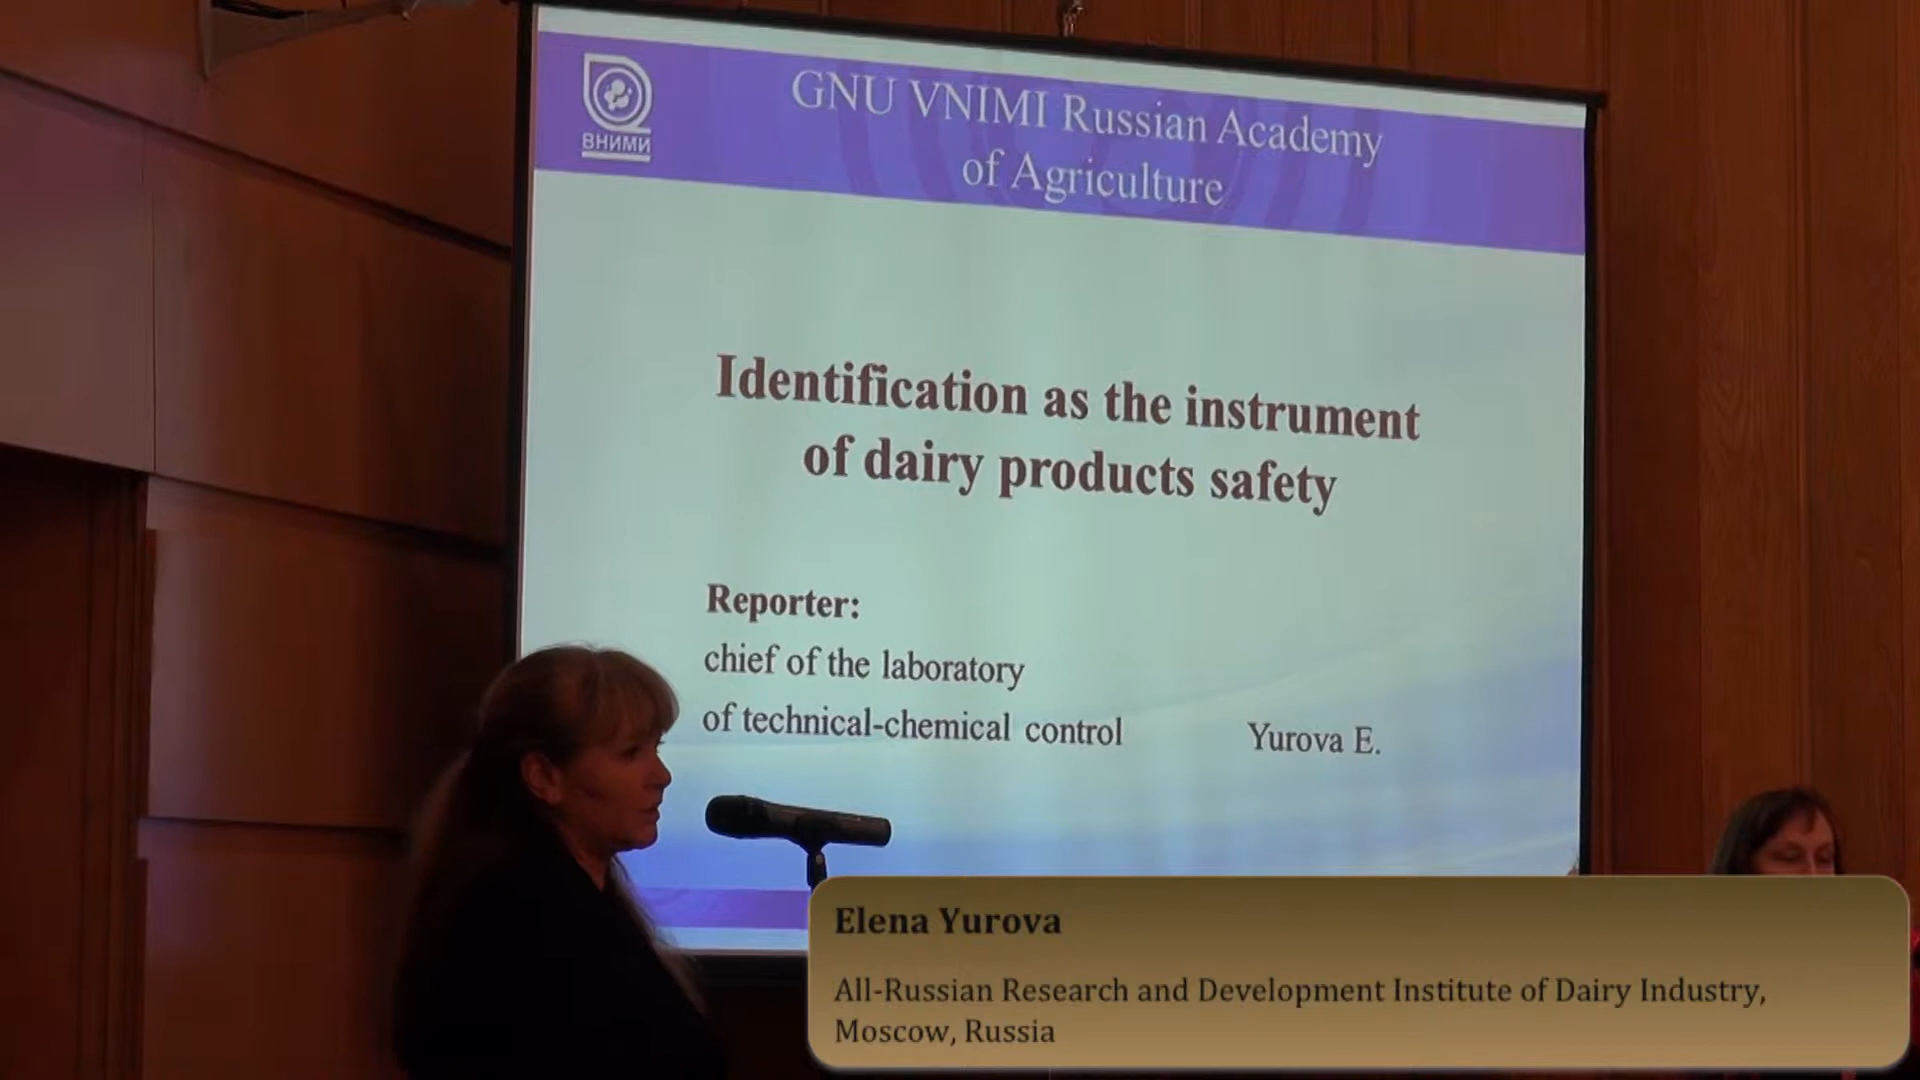 ВНИМИ
GNU VNIMI Russian Academy
of Agriculture
Identification as the instrument
of dairy products safety
Reporter:
chief of the laboratory
of technical-chemical control Yurova E.
Elena Yurova
All-Russian Research and Development Institute of Dairy Industry,
Moscow, Russia